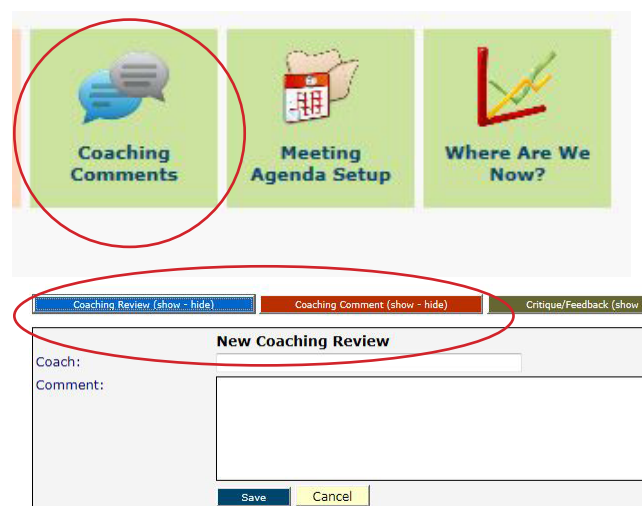 Coaching
Comments
Meeting
Agenda Setup
Where Are We
Now?
Coaching Review (show - hide)
Coaching Comment (show - hide)
Critique/Feedback (show
New Coaching Review
Coach:
Comment:
Save
Cancel